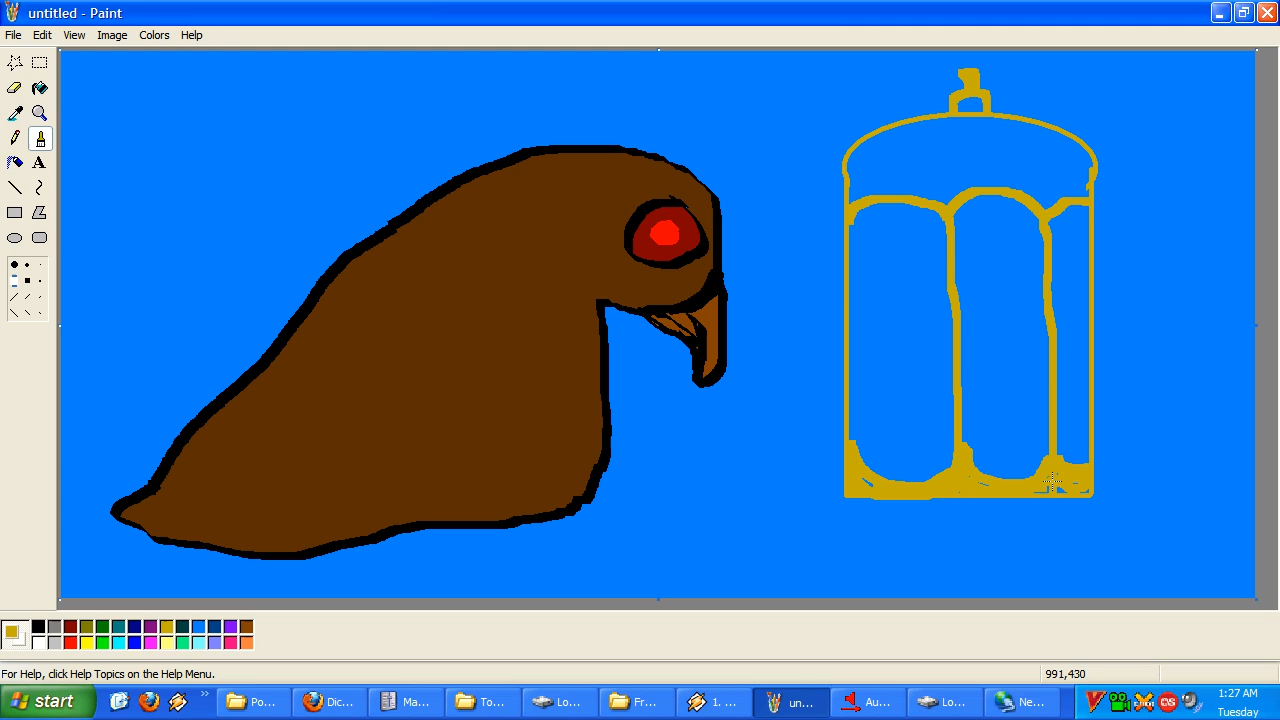 untitled - Paint
File Edit View Image Colors Help
A
For Help, click Help Topics on the Help Menu.
991,430
start
»
Po...
Dic...
Ma...
To...
Lo...
Fr...
1. ...
un...
Au...
Lo...
Ne...
1:27 AM
Tuesday